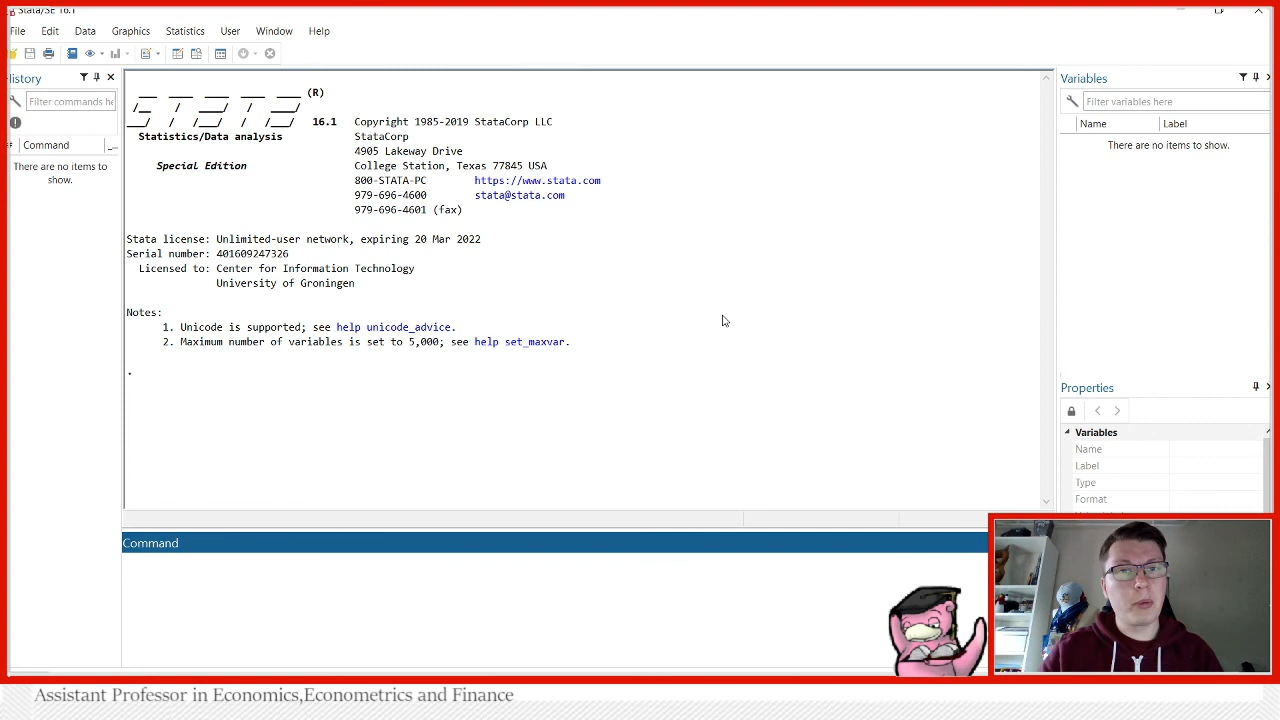 Stata/SE 16.1
File Edit Data Graphics Statistics User Window Help
History
Filter commands he
Command
There are no items to
show.
(R)
16.1 Copyright 1985-2019 StataCorp LLC
Statistics/Data analysis StataCorp
4905 Lakeway Drive
Special Edition College Station, Texas 77845 USA
800-STATA-PC https://www.stata.com
979-696-4600 stata@stata.com
979-696-4601 (fax)
Stata license: Unlimited-user network, expiring 20 Mar 2022
Serial number: 401609247326
Licensed to: Center for Information Technology
University of Groningen
Notes:
1. Unicode is supported; see help unicode_advice.
2. Maximum number of variables is set to 5,000; see help set_maxvar.
.
Command
Variables
Filter variables here
Name Label
There are no items to show.
Properties
Variables
Name
Label
Type
Format
Assistant Professor in Economics,Econometrics and Finance